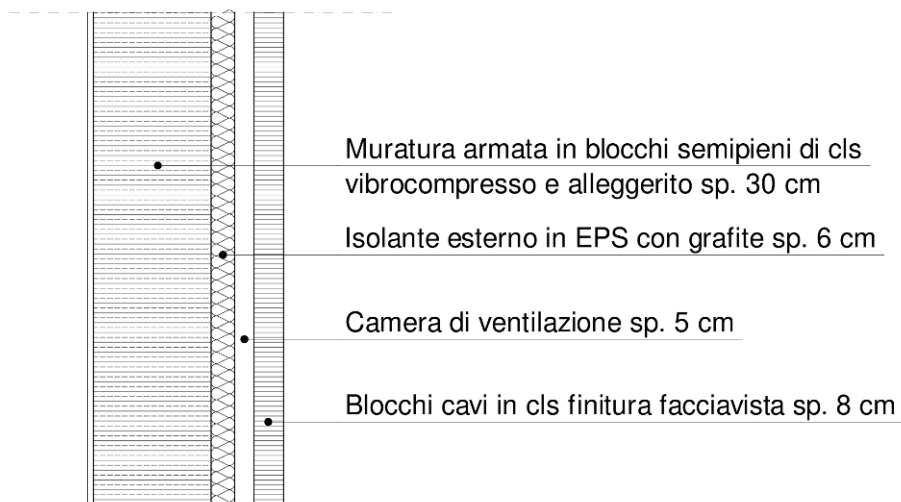 Muratura armata in blocchi semipieni di cls
vibrocompresso e alleggerito sp. 30 cm
Isolante esterno in EPS con grafite sp. 6 cm
Camera di ventilazione sp. 5 cm
Blocchi cavi in cls finitura facciavista sp. 8 cm